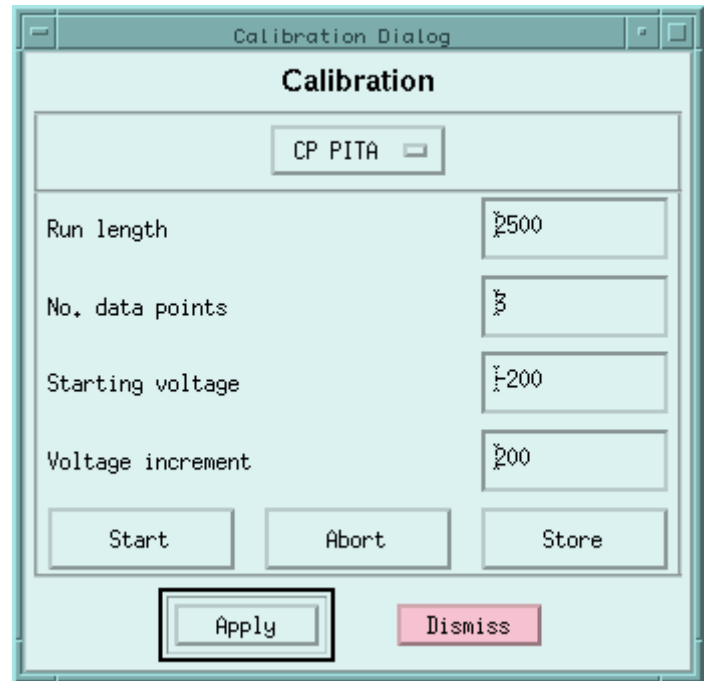 Calibration Dialog
Calibration
CP PITA
Run length 2500
No. data points 3
Starting voltage -200
Voltage increment 200
Start Abort Store
Apply Dismiss